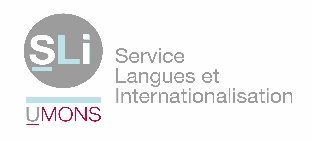 SLi
Service
Langues et
Internationalisation
UMONS